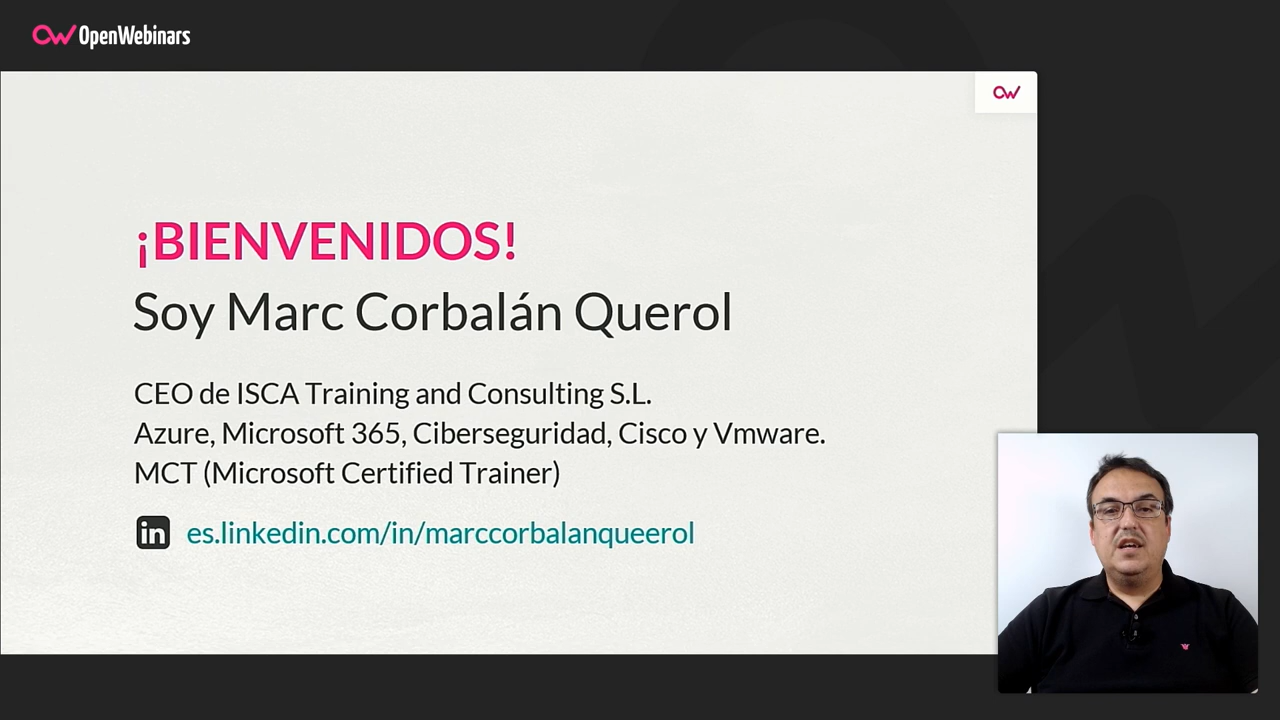 OpenWebinars
¡BIENVENIDOS!
Soy Marc Corbalán Querol
CEO de ISCA Training and Consulting S.L.
Azure, Microsoft 365, Ciberseguridad, Cisco y Vmware.
MCT (Microsoft Certified Trainer)
in es.linkedin.com/in/marccorbalanqueerol